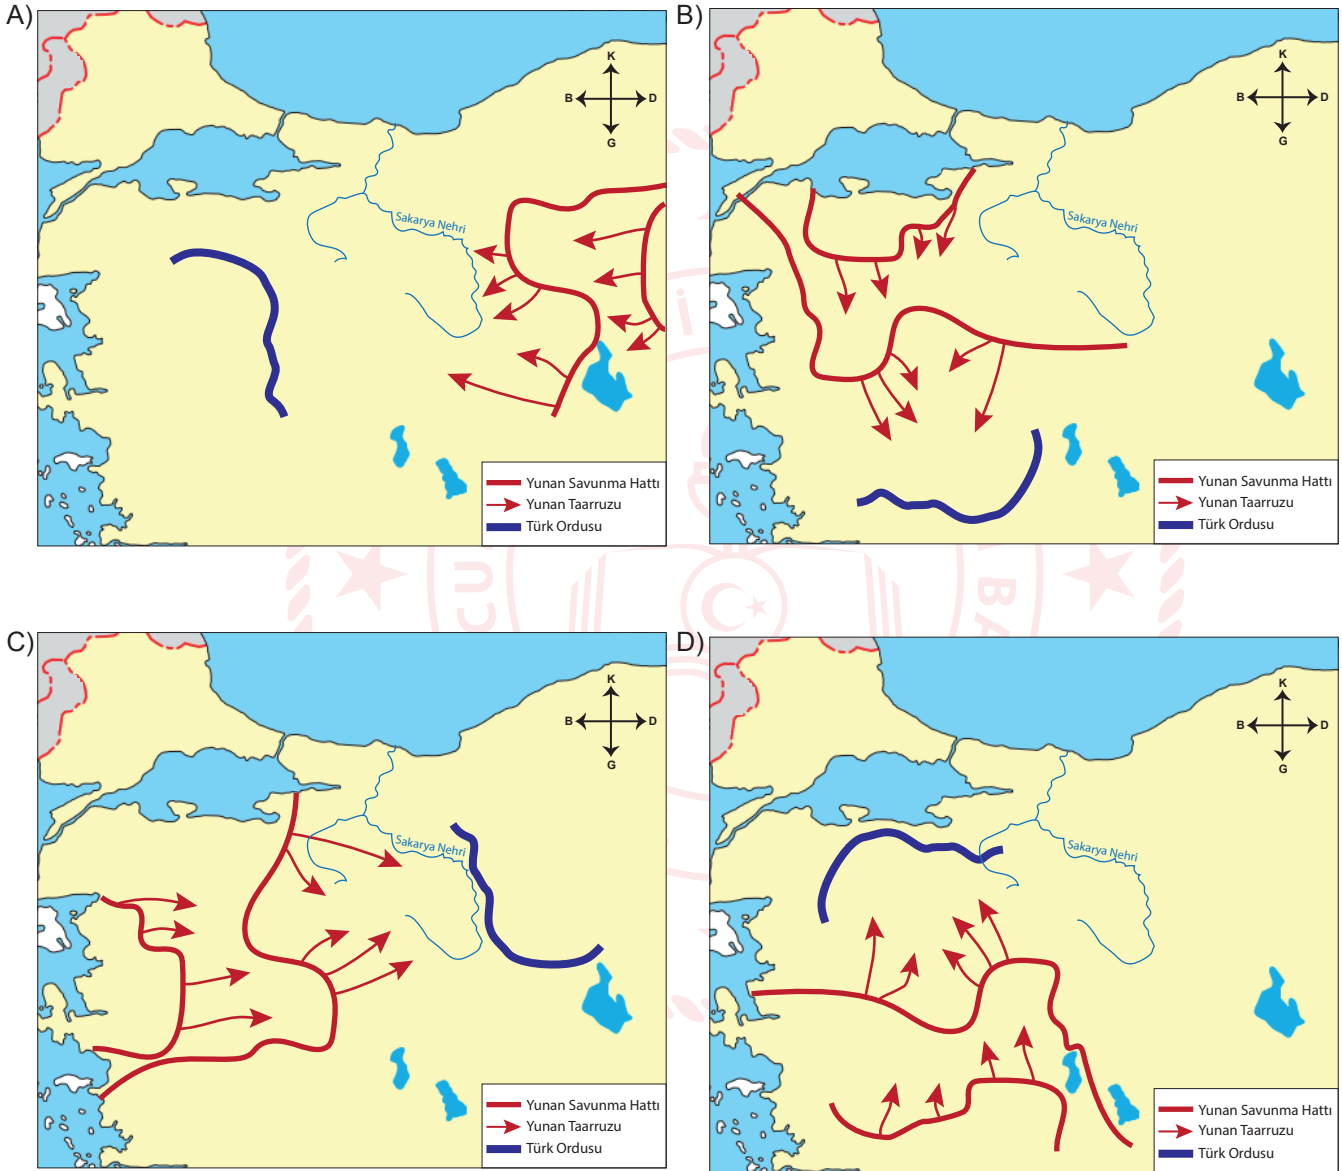 A)
K
B D
G
Sakarya Nehri
Yunan Savunma Hattı
Yunan Taarruzu
Türk Ordusu
B)
K
B D
G
Sakarya Nehri
Yunan Savunma Hattı
Yunan Taarruzu
Türk Ordusu
C)
K
B D
G
Sakarya Nehri
Yunan Savunma Hattı
Yunan Taarruzu
Türk Ordusu
D)
K
B D
G
Sakarya Nehri
Yunan Savunma Hattı
Yunan Taarruzu
Türk Ordusu